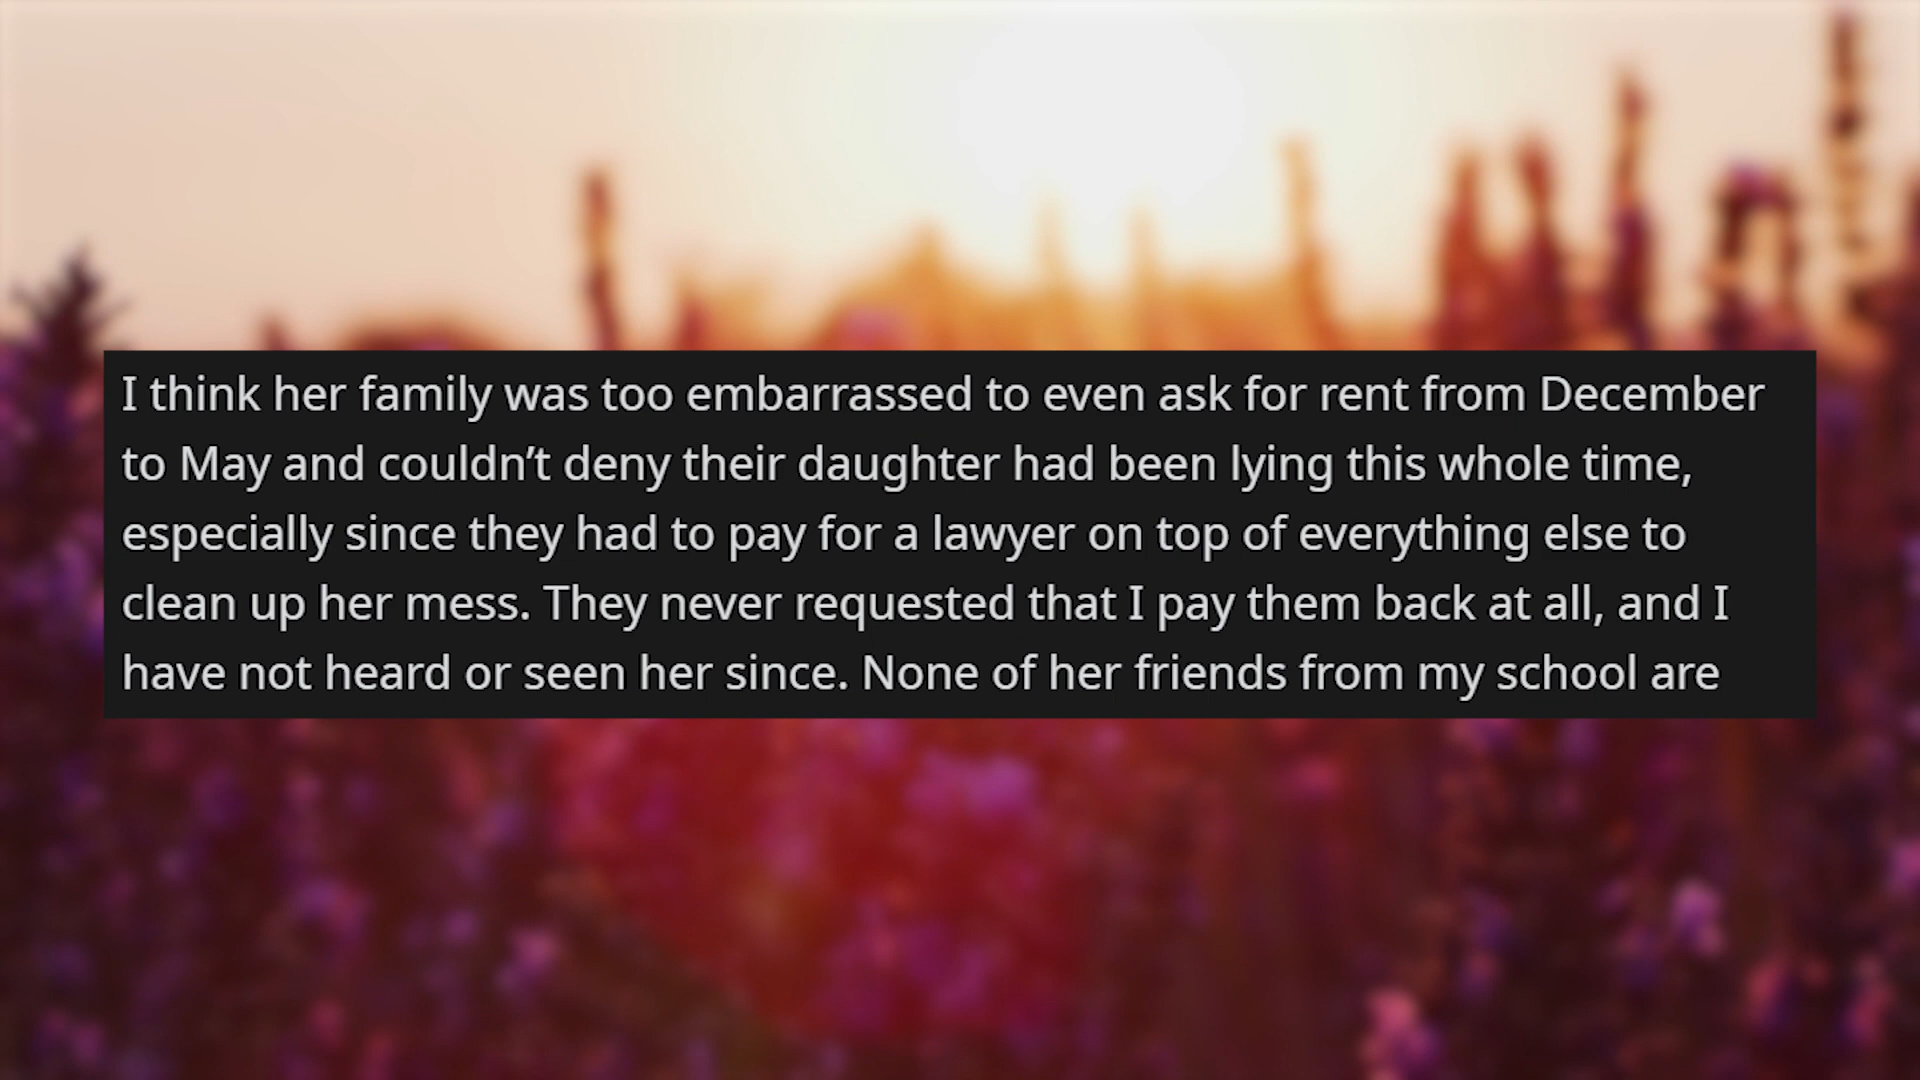 I think her family was too embarrassed to even ask for rent from December
to May and couldn’t deny their daughter had been lying this whole time,
especially since they had to pay for a lawyer on top of everything else to
clean up her mess. They never requested that I pay them back at all, and I
have not heard or seen her since. None of her friends from my school are